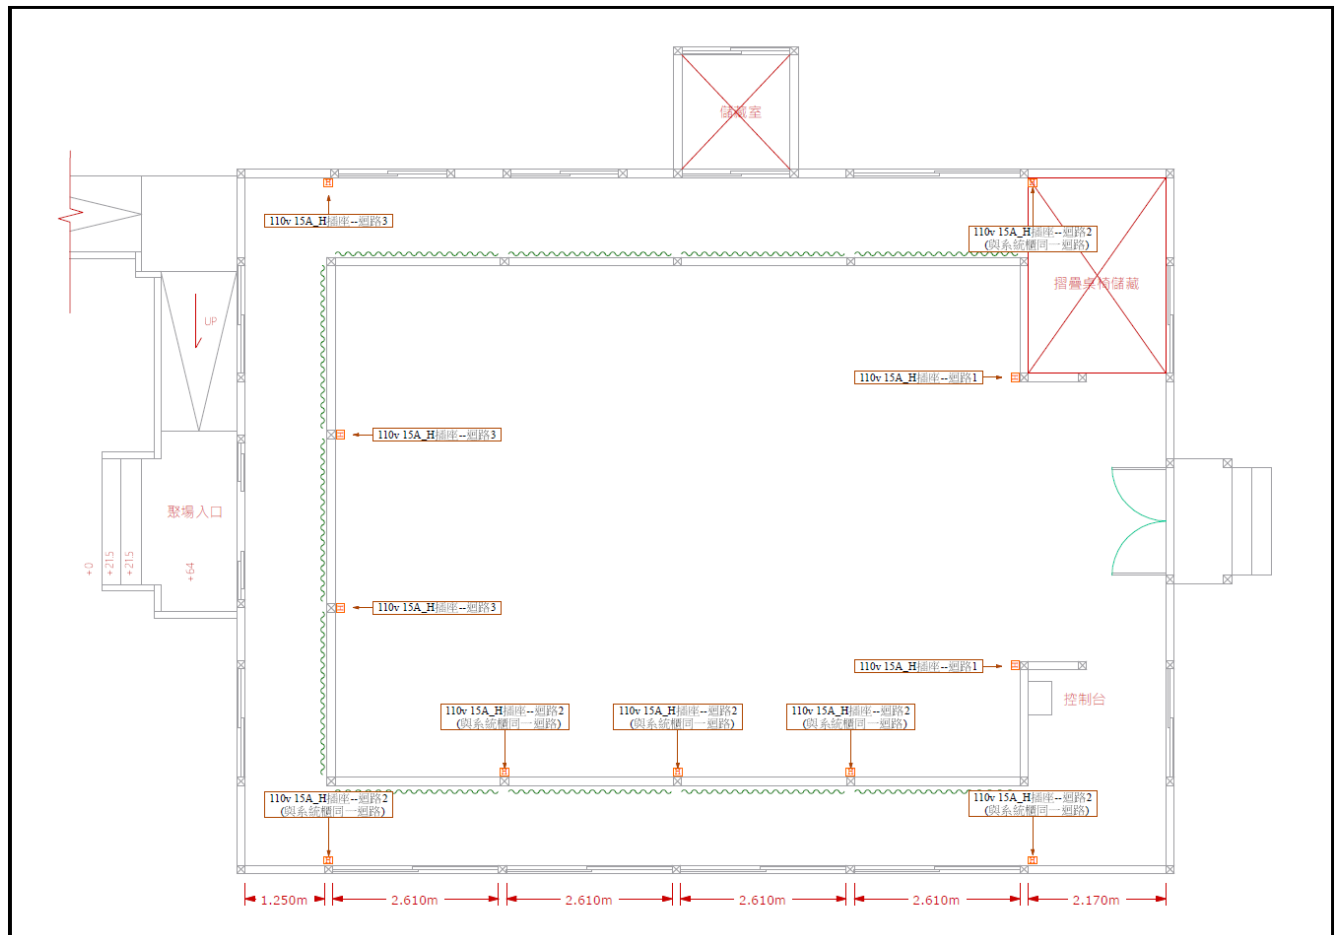 儲藏室
110v 15A_H插座--迴路3
110v 15A_H插座--迴路2
(與系統櫃同一迴路)
摺疊桌椅儲藏
UP
110v 15A_H插座--迴路1
110v 15A_H插座--迴路3
聚場入口
+0
+21.5
+21.5
+64
110v 15A_H插座--迴路3
110v 15A_H插座--迴路1
控制台
110v 15A_H插座--迴路2
(與系統櫃同一迴路)
110v 15A_H插座--迴路2
(與系統櫃同一迴路)
110v 15A_H插座--迴路2
(與系統櫃同一迴路)
110v 15A_H插座--迴路2
(與系統櫃同一迴路)
110v 15A_H插座--迴路2
(與系統櫃同一迴路)
1.250m
2.610m
2.610m
2.610m
2.610m
2.170m